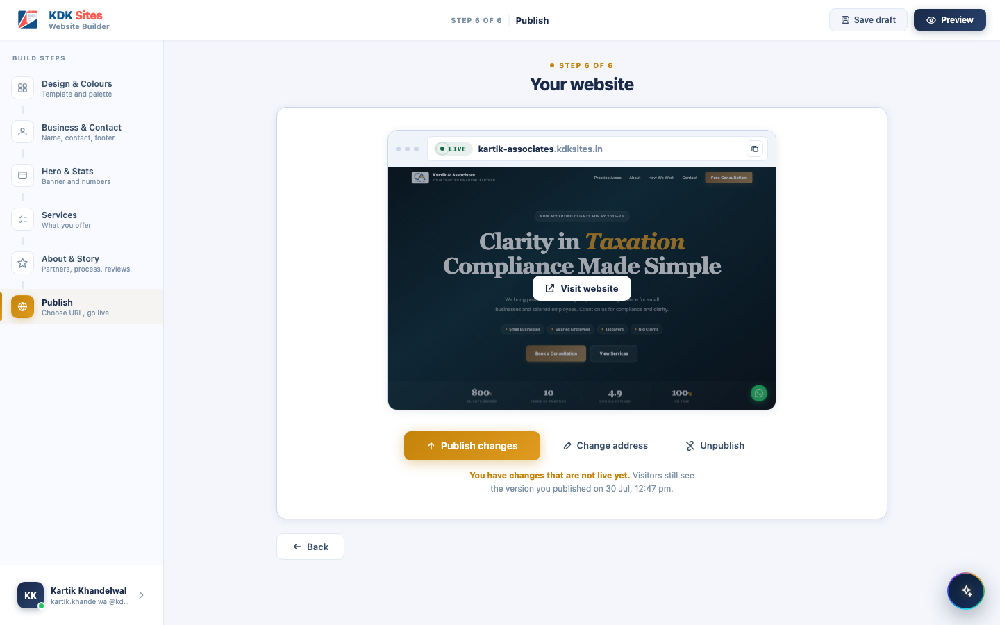 KDK Sites
Website Builder
STEP 6 OF 6
Publish
Save draft
Preview
BUILD STEPS
Design & Colours
Template and palette
Business & Contact
Name, contact, footer
Hero & Stats
Banner and numbers
Services
What you offer
About & Story
Partners, process, reviews
Publish
Choose URL, go live
Kartik Khandelwal
kartik.khandelwal@kd...
KK
STEP 6 OF 6
Your website
LIVE
kartik-associates.kdksites.in
CA
Kartik & Associates
YOUR TRUSTED FINANCIAL PARTNER
Practice Areas
About
How We Work
Contact
Free Consultation
NOW ACCEPTING CLIENTS FOR FY 2025-26
Clarity in Taxation
Compliance Made Simple
Visit website
We bring for small
businesses and salaried employees. Count on us for compliance and clarity.
Small Businesses
Salaried Employees
Taxpayers
NRI Clients
Book a Consultation
View Services
800+
CLIENTS SERVED
10
YEARS OF PRACTICE
4.9
GOOGLE RATINGS
100%
ON TIME
Publish changes
Change address
Unpublish
You have changes that are not live yet. Visitors still see
the version you published on 30 Jul, 12:47 pm.
Back